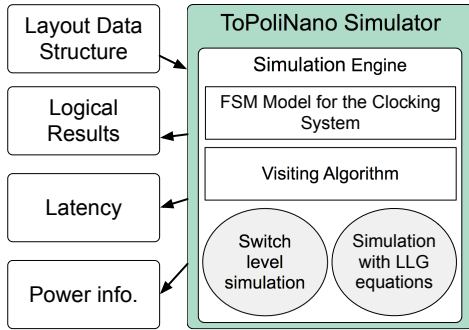 Layout Data
Structure
Logical
Results
Latency
Power info.
ToPoliNano Simulator
Simulation Engine
FSM Model for the Clocking
System
Visiting Algorithm
Switch
level
simulation
Simulation
with LLG
equations